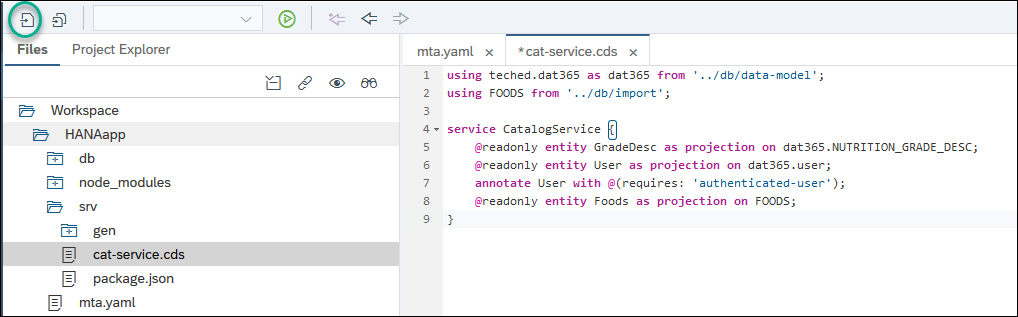 Files Project Explorer
Workspace
HANAapp
db
node_modules
srv
gen
cat-service.cds
package.json
mta.yaml
mta.yaml × *cat-service.cds ×
1 using teched.dat365 as dat365 from '../db/data-model';
2 using FOODS from '../db/import';
3
4 service CatalogService {
5 @readonly entity GradeDesc as projection on dat365.NUTRITION_GRADE_DESC;
6 @readonly entity User as projection on dat365.user;
7 annotate User with @(requires: 'authenticated-user');
8 @readonly entity Foods as projection on FOODS;
9 }